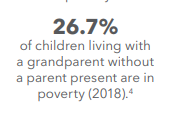 26.7%
of children living with
a grandparent without
a parent present are in
poverty (2018).⁴